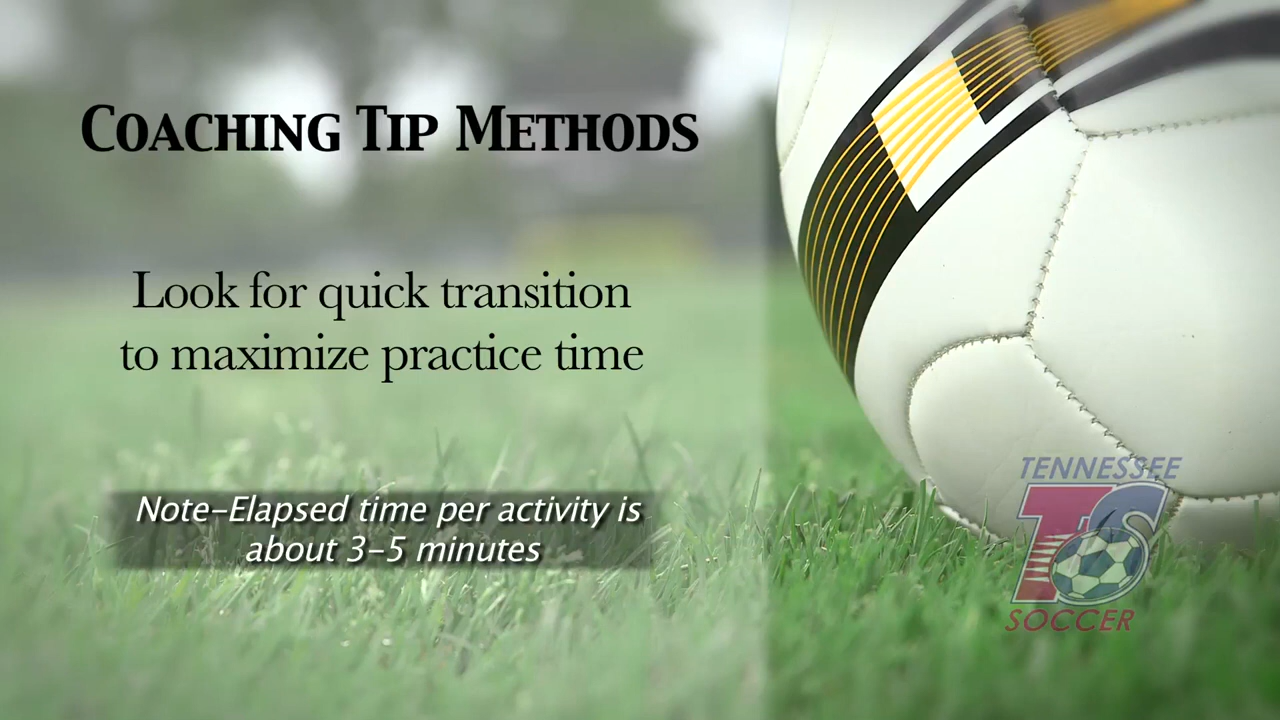 Coaching Tip Methods
Look for quick transition
to maximize practice time
Note-Elapsed time per activity is
about 3-5 minutes
TENNESSEE
TS
SOCCER